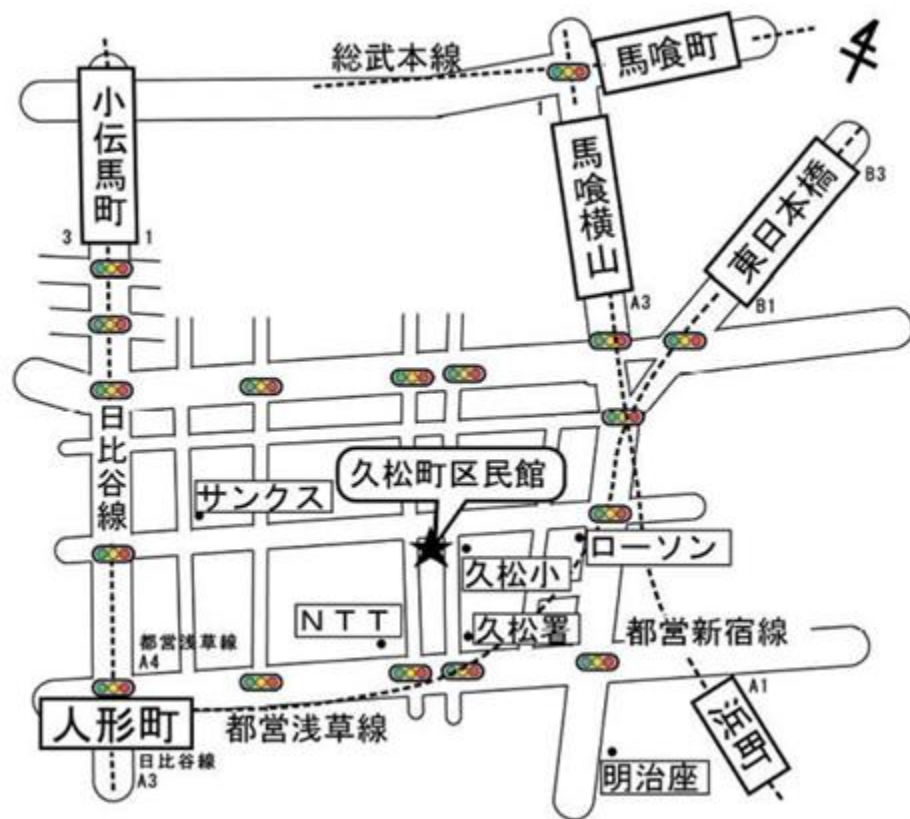 総武本線
馬喰町
小伝馬町
1
馬喰横山
東日本橋
B3
3
1
A3
B1
日比谷線
久松町区民館
サンクス
ローソン
久松小
NTT
久松署
都営新宿線
都営浅草線
A4
人形町
都営浅草線
A1
浜町
日比谷線
A3
明治座